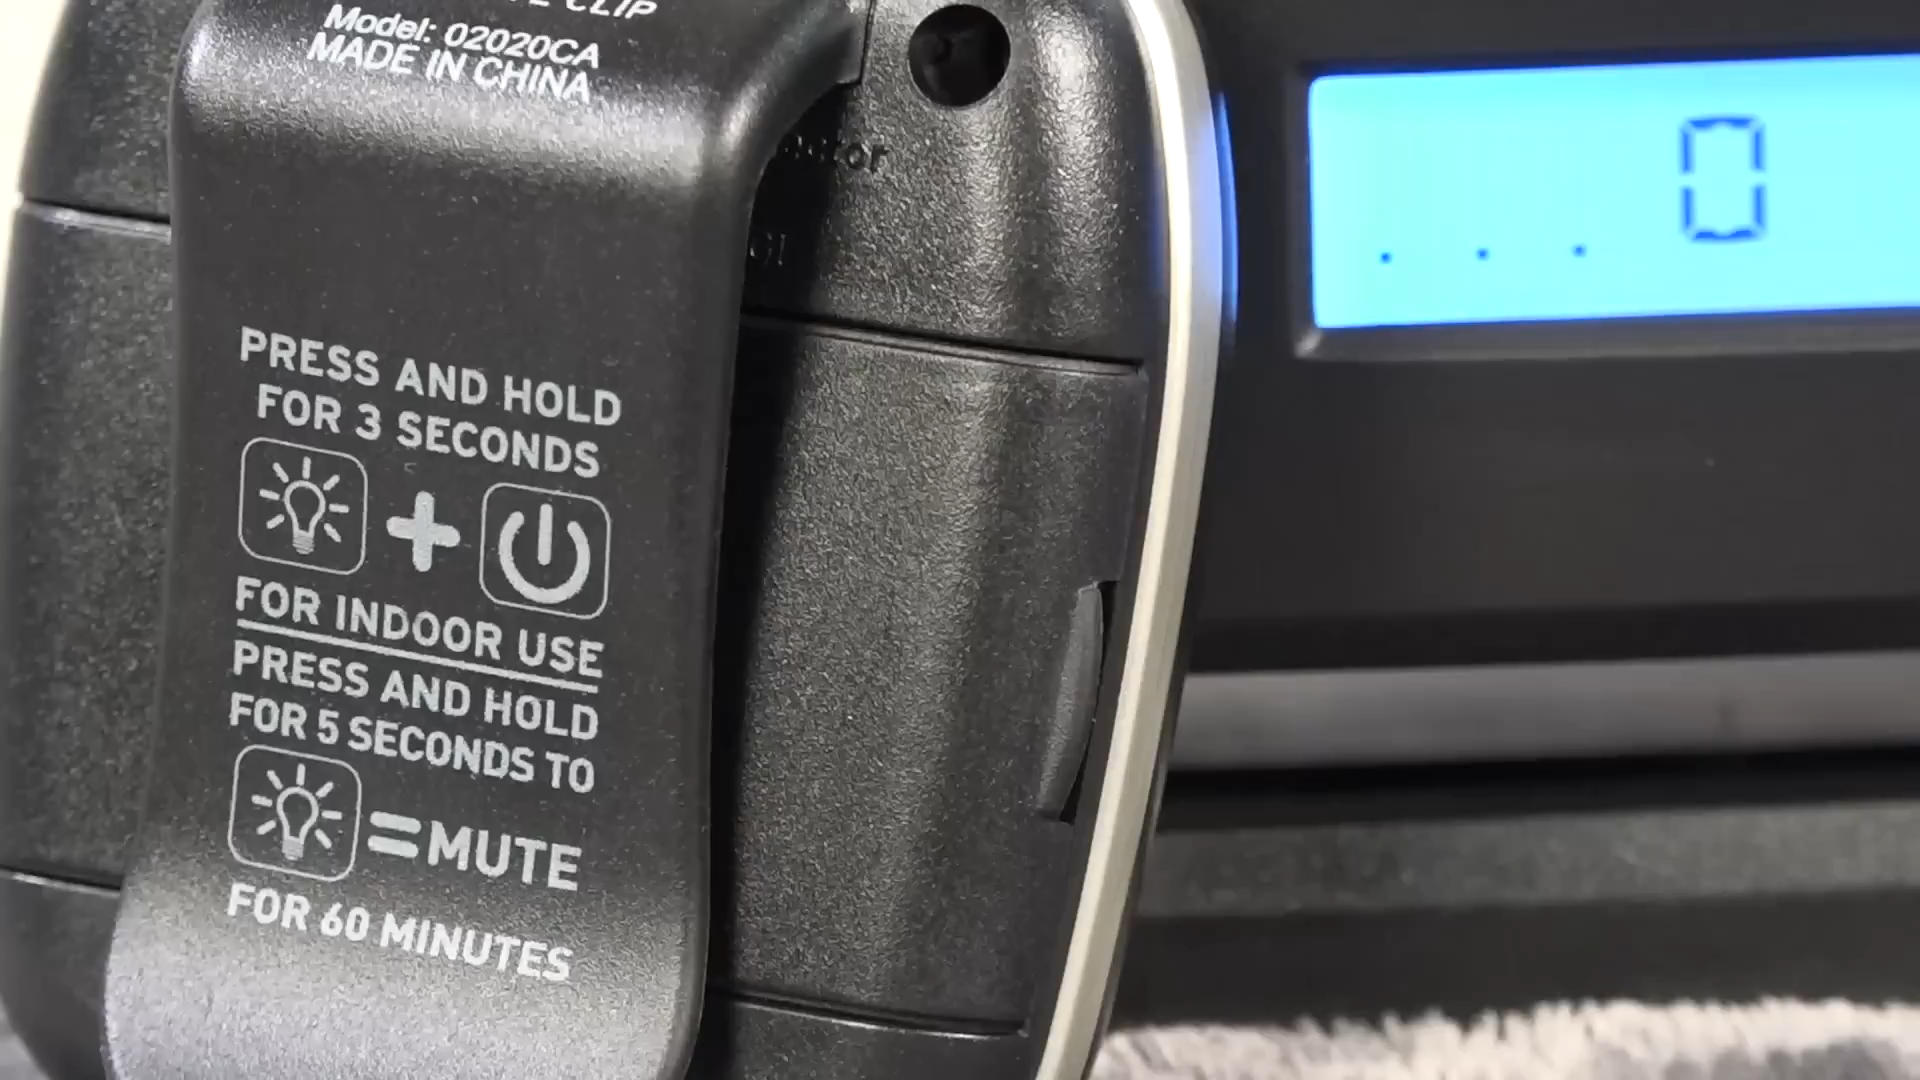 CLIP
Model: 02020CA
MADE IN CHINA
PRESS AND HOLD
FOR 3 SECONDS
+
FOR INDOOR USE
PRESS AND HOLD
FOR 5 SECONDS TO
=MUTE
FOR 60 MINUTES
. . . 0